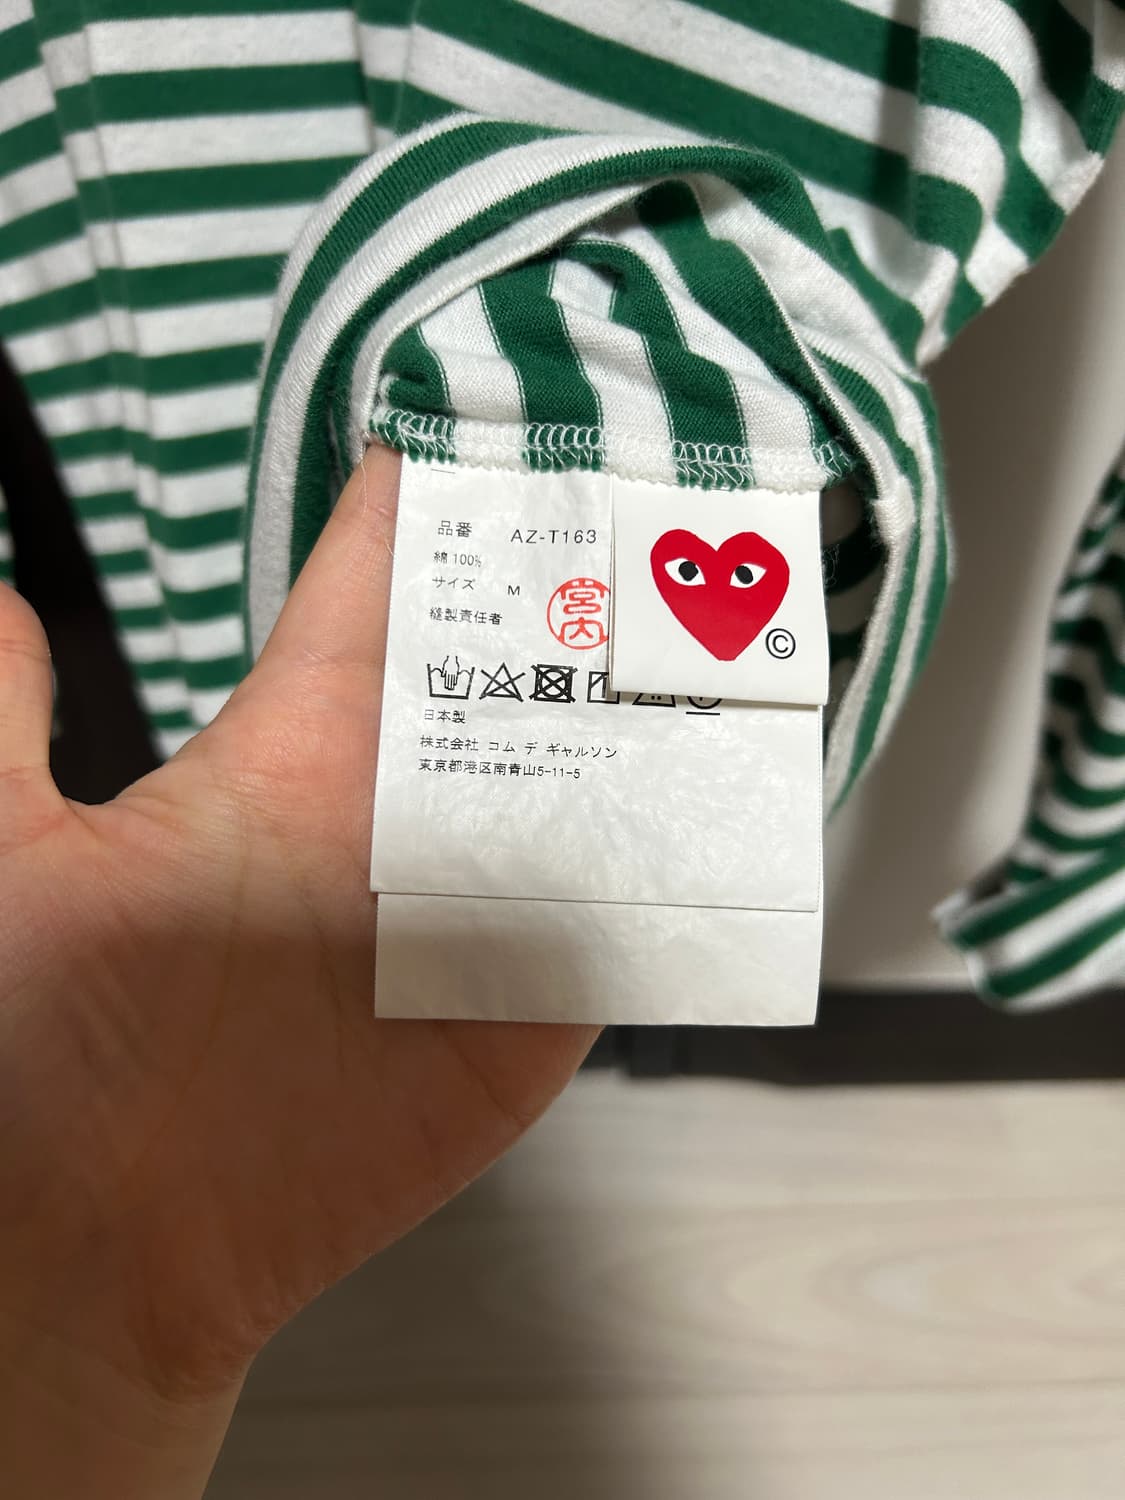 品番 AZ-T163
綿 100%
サイズ M
縫製責任者 宮内
日本製
株式会社 コム デ ギャルソン
東京都港区南青山5-11-5
©